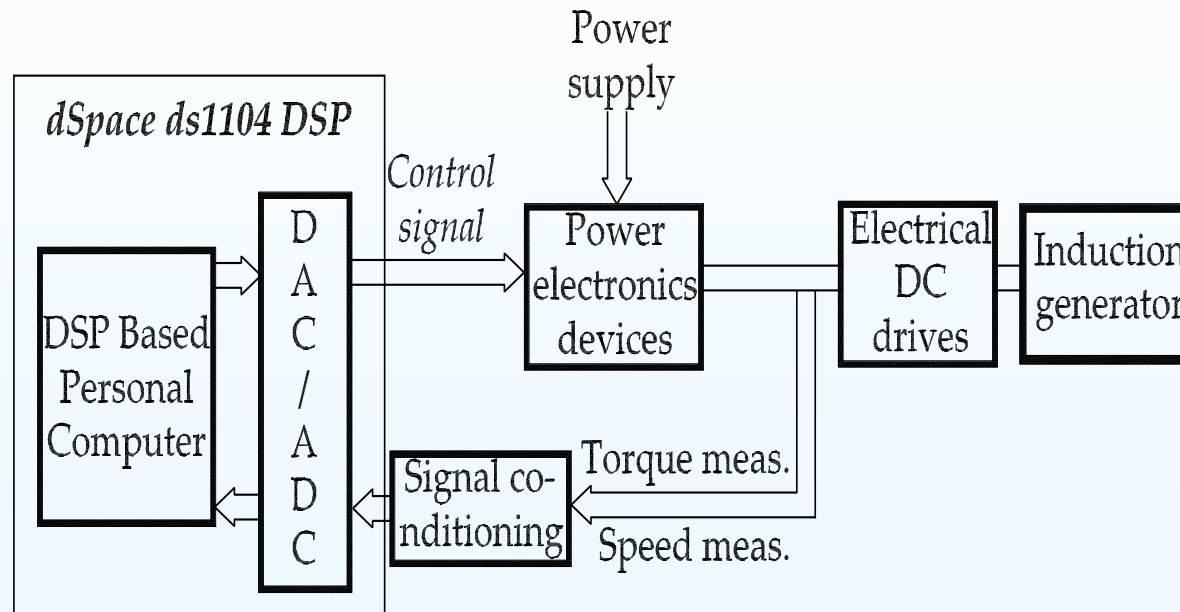 Power
supply
dSpace ds1104 DSP
Control
signal
D
A
C
/
A
D
C
DSP Based
Personal
Computer
Power
electronics
devices
Electrical
DC
drives
Induction
generator
Torque meas.
Signal co-
nditioning
Speed meas.